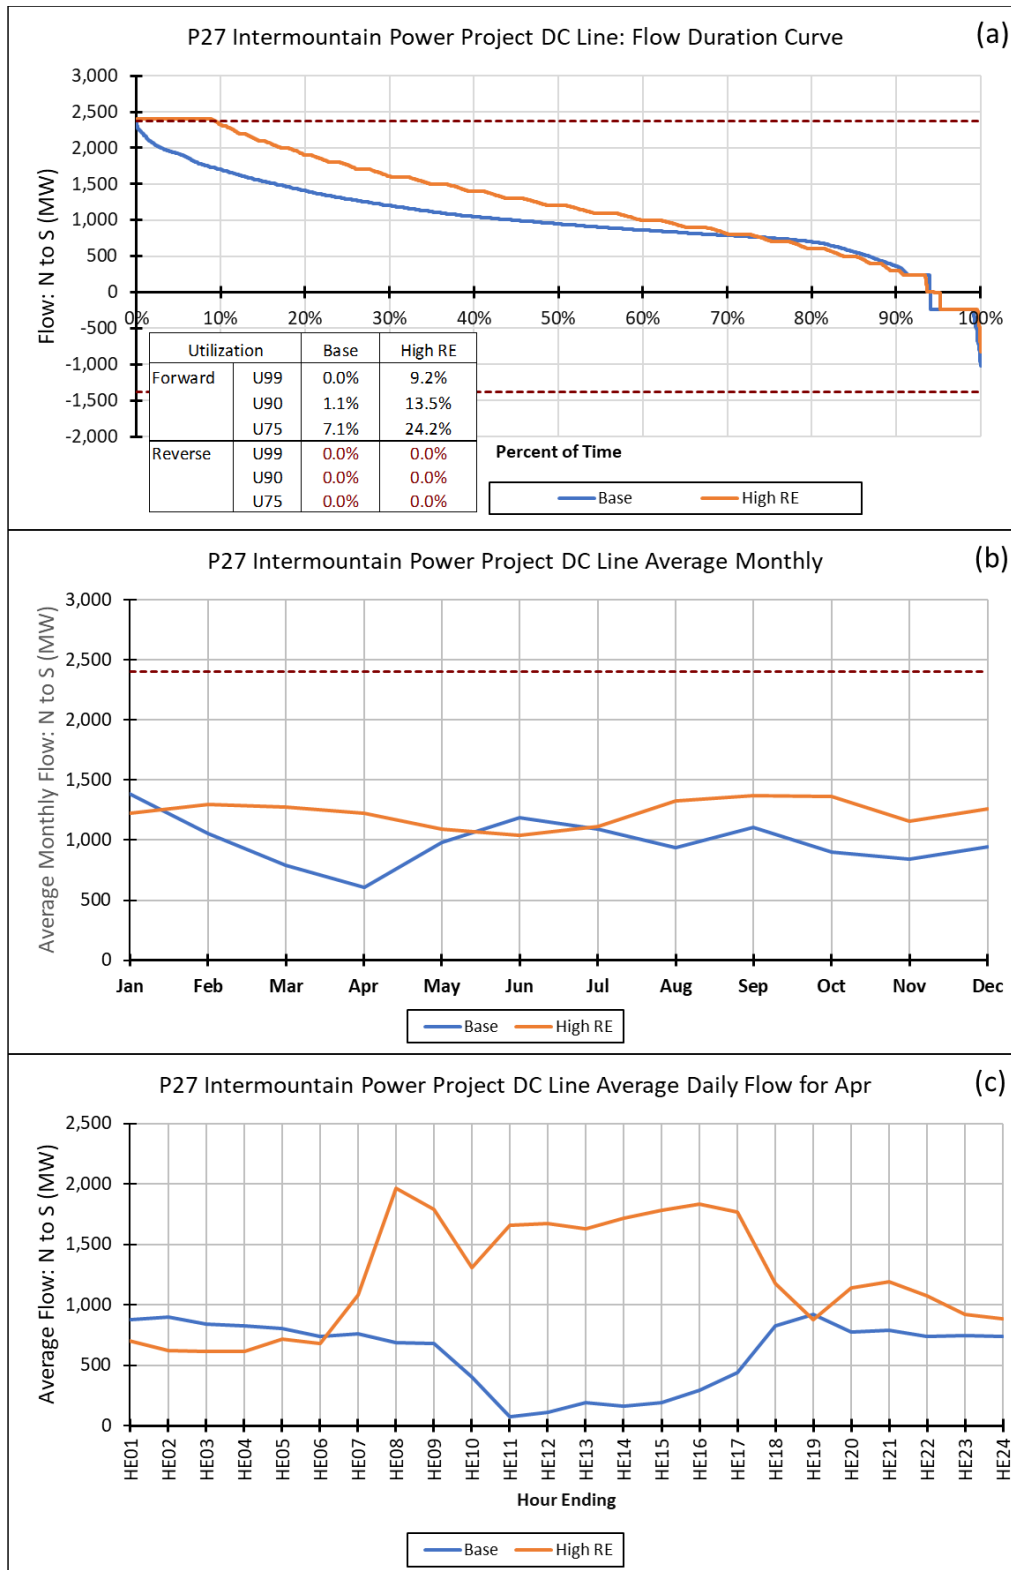 P27 Intermountain Power Project DC Line: Flow Duration Curve
(a)
Flow: N to S (MW)
3,000
2,500
2,000
1,500
1,000
500
0
-500
-1,000
-1,500
-2,000
0% 10% 20% 30% 40% 50% 60% 70% 80% 90% 100%
Utilization Base High RE
Forward U99 0.0% 9.2%
U90 1.1% 13.5%
U75 7.1% 24.2%
Reverse U99 0.0% 0.0%
U90 0.0% 0.0%
U75 0.0% 0.0%
Percent of Time
Base High RE
P27 Intermountain Power Project DC Line Average Monthly
(b)
Average Monthly Flow: N to S (MW)
3,000
2,500
2,000
1,500
1,000
500
0
Jan Feb Mar Apr May Jun Jul Aug Sep Oct Nov Dec
Base High RE
P27 Intermountain Power Project DC Line Average Daily Flow for Apr
(c)
Average Flow: N to S (MW)
2,500
2,000
1,500
1,000
500
0
HE01 HE02 HE03 HE04 HE05 HE06 HE07 HE08 HE09 HE10 HE11 HE12 HE13 HE14 HE15 HE16 HE17 HE18 HE19 HE20 HE21 HE22 HE23 HE24
Hour Ending
Base High RE